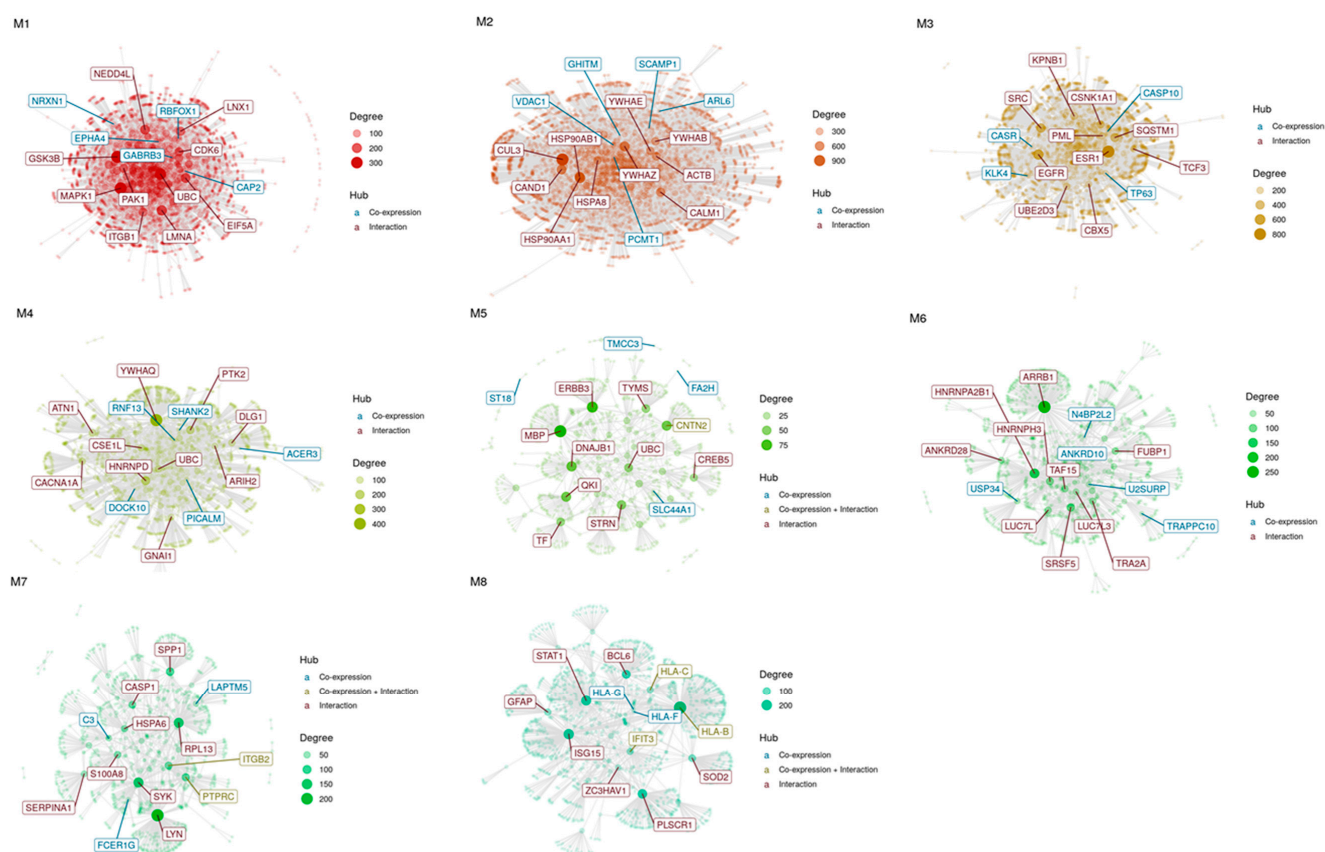 M1
NEDD4L
NRXN1
RBFOX1
LNX1
EPHA4
GABRB3
CDK6
GSK3B
CAP2
MAPK1
PAK1
UBC
EIF5A
ITGB1
LMNA
Degree
100
200
300
Hub
a Co-expression
a Interaction
M2
GHITM
SCAMP1
VDAC1
YWHAE
ARL6
HSP90AB1
YWHAB
CUL3
YWHAZ
ACTB
CAND1
HSPA8
CALM1
HSP90AA1
PCMT1
Degree
300
600
900
Hub
a Co-expression
a Interaction
M3
KPNB1
SRC
CSNK1A1
CASP10
CASR
PML
SQSTM1
ESR1
TCF3
KLK4
EGFR
TP63
UBE2D3
CBX5
Hub
a Co-expression
a Interaction
Degree
200
400
600
800
M4
YWHAQ
PTK2
ATN1
RNF13
SHANK2
DLG1
CSE1L
ACER3
HNRNPD
UBC
CACNA1A
ARIH2
DOCK10
PICALM
GNAI1
Hub
a Co-expression
a Interaction
Degree
100
200
300
400
M5
TMCC3
FA2H
ST18
ERBB3
TYMS
CNTN2
MBP
DNAJB1
UBC
CREB5
QKI
SLC44A1
STRN
TF
Degree
25
50
75
Hub
a Co-expression
a Co-expression + Interaction
a Interaction
M6
ARRB1
HNRNPA2B1
N4BP2L2
HNRNPH3
ANKRD28
ANKRD10
FUBP1
TAF15
USP34
U2SURP
LUC7L
LUC7L3
TRAPPC10
SRSF5
TRA2A
Degree
50
100
150
200
250
Hub
a Co-expression
a Interaction
M7
SPP1
CASP1
LAPTM5
C3
HSPA6
RPL13
ITGB2
S100A8
SYK
PTPRC
SERPINA1
LYN
FCER1G
Hub
a Co-expression
a Co-expression + Interaction
a Interaction
Degree
50
100
150
200
M8
STAT1
BCL6
HLA-C
GFAP
HLA-G
HLA-F
HLA-B
IFIT3
ISG15
SOD2
ZC3HAV1
PLSCR1
Degree
100
200
Hub
a Co-expression
a Co-expression + Interaction
a Interaction